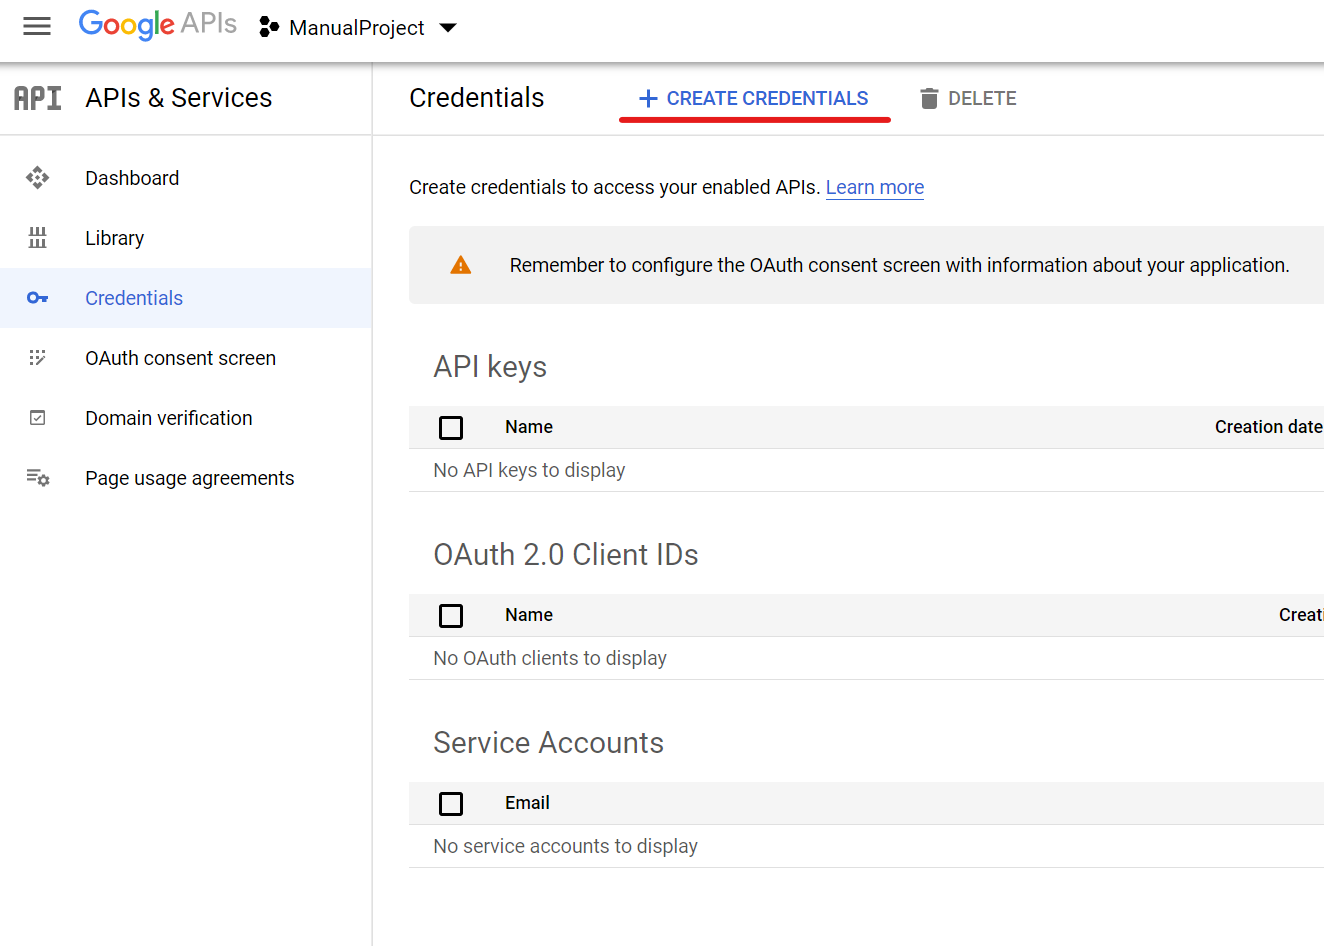 Google APIs ManualProject
API APIs & Services
Credentials
CREATE CREDENTIALS
DELETE
Dashboard
Library
Credentials
OAuth consent screen
Domain verification
Page usage agreements
Create credentials to access your enabled APIs. Learn more
Remember to configure the OAuth consent screen with information about your application.
API keys
Name Creation date
No API keys to display
OAuth 2.0 Client IDs
Name Creati
No OAuth clients to display
Service Accounts
Email
No service accounts to display